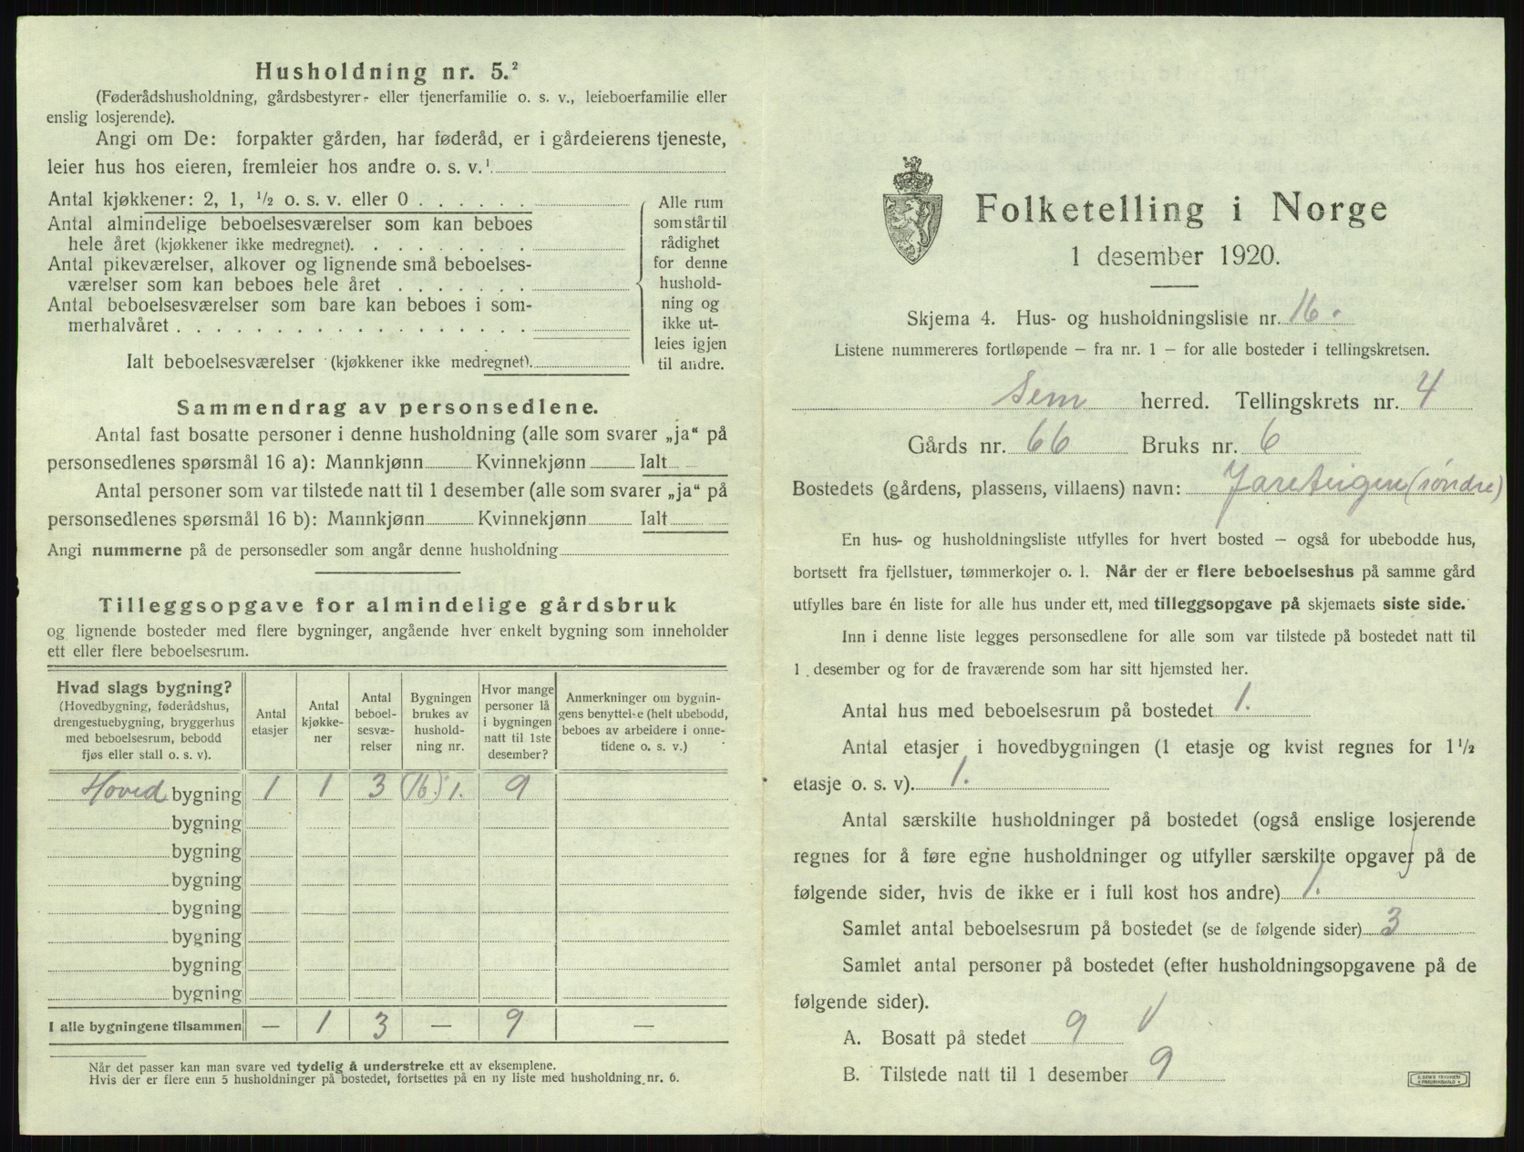 Husholdning nr. 5.²
(Føderådshusholdning, gårdsbestyrer- eller tjenerfamilie o. s. v., leieboerfamilie eller
enslig losjerende).
Angi om De: forpakter gården, har føderåd, er i gårdeierens tjeneste,
leier hus hos eieren, fremleier hos andre o. s. v.¹
Antal kjøkkener: 2, 1, ½ o. s. v. eller 0
Antal almindelige beboelsesværelser som kan beboes
hele året (kjøkkener ikke medregnet).
Antal pikeværelser, alkover og lignende små beboelses-
værelser som kan beboes hele året
Antal beboelsesværelser som bare kan beboes i som-
merhalvåret
Ialt beboelsesværelser (kjøkkener ikke medregnet).
Alle rum
som står til
rådighet
for denne
hushold-
ning og
ikke ut-
leies igjen
til andre.
Sammendrag av personsedlene.
Antal fast bosatte personer i denne husholdning (alle som svarer „ja“ på
personsedlenes spørsmål 16 a): Mannkjønn Kvinnekjønn Ialt
Antal personer som var tilstede natt til 1 desember (alle som svarer „ja“ på
personsedlenes spørsmål 16 b): Mannkjønn Kvinnekjønn Ialt
Angi nummerne på de personsedler som angår denne husholdning
Tilleggsopgave for almindelige gårdsbruk
og lignende bosteder med flere bygninger, angående hver enkelt bygning som inneholder
ett eller flere beboelsesrum.
Hvad slags bygning?
(Hovedbygning, føderådshus,
drengestuebygning, bryggerhus
med beboelsesrum, bebodd
fjøs eller stall o. s. v).
Antal
etasjer
Antal
kjøkke-
ner
Antal
beboel-
sesvæ-
relser
Bygningen
brukes av
hushold-
ning nr.
Hvor mange
personer lå
i bygningen
natt til 1ste
desember?
Anmerkninger om bygnin-
gens benyttelse (helt ubebodd,
beboes av arbeidere i onne-
tidene o. s. v.)
Hoved bygning 1 1 3 (16.) 1. 9
bygning
bygning
bygning
bygning
bygning
bygning
bygning
I alle bygningene tilsammen — 1 3 — 9 —
Når det passer kan man svare ved tydelig å understreke ett av eksemplene.
Hvis der er flere enn 5 husholdninger på bostedet, fortsettes på en ny liste med husholdning nr. 6.
Folketelling i Norge
1 desember 1920.
Skjema 4. Hus- og husholdningsliste nr. 16.
Listene nummereres fortløpende – fra nr. 1 – for alle bosteder i tellingskretsen.
Sem herred. Tellingskrets nr. 4
Gårds nr. 66 Bruks nr. 6
Bostedets (gårdens, plassens, villaens) navn: (søndre)
En hus- og husholdningsliste utfylles for hvert bosted – også for ubebodde hus,
bortsett fra fjellstuer, tømmerkojer o. l. Når der er flere beboelseshus på samme gård
utfylles bare én liste for alle hus under ett, med tilleggsopgave på skjemaets siste side.
Inn i denne liste legges personsedlene for alle som var tilstede på bostedet natt til
1 desember og for de fraværende som har sitt hjemsted her.
Antal hus med beboelsesrum på bostedet 1.
Antal etasjer i hovedbygningen (1 etasje og kvist regnes for 1½
etasje o. s. v). 1.
Antal særskilte husholdninger på bostedet (også enslige losjerende
regnes for å føre egne husholdninger og utfyller særskilte opgaver på de
følgende sider, hvis de ikke er i full kost hos andre) 1.
Samlet antal beboelsesrum på bostedet (se de følgende sider) 3
Samlet antal personer på bostedet (efter husholdningsopgavene på de
følgende sider).
A. Bosatt på stedet 9
B. Tilstede natt til 1 desember 9